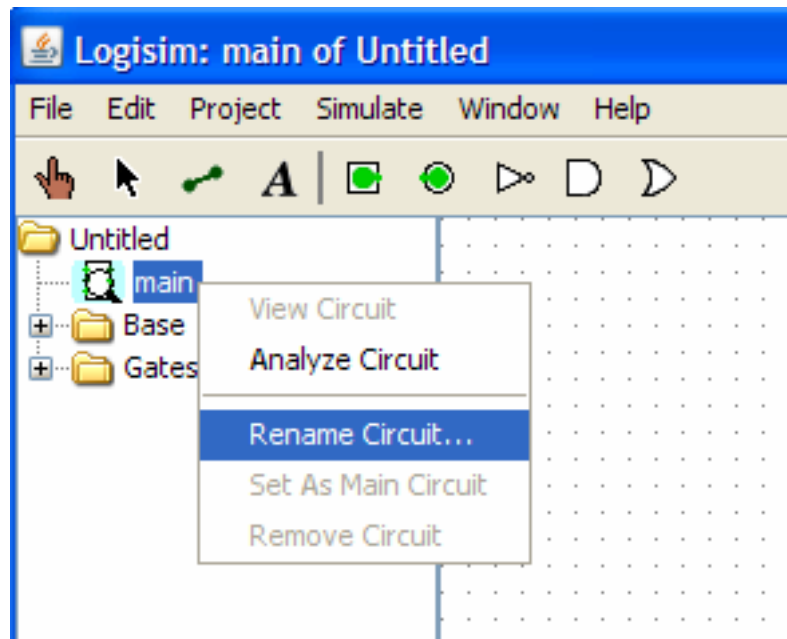 Logisim: main of Untitled
File Edit Project Simulate Window Help
A
Untitled
main
Base
Gates
View Circuit
Analyze Circuit
Rename Circuit...
Set As Main Circuit
Remove Circuit